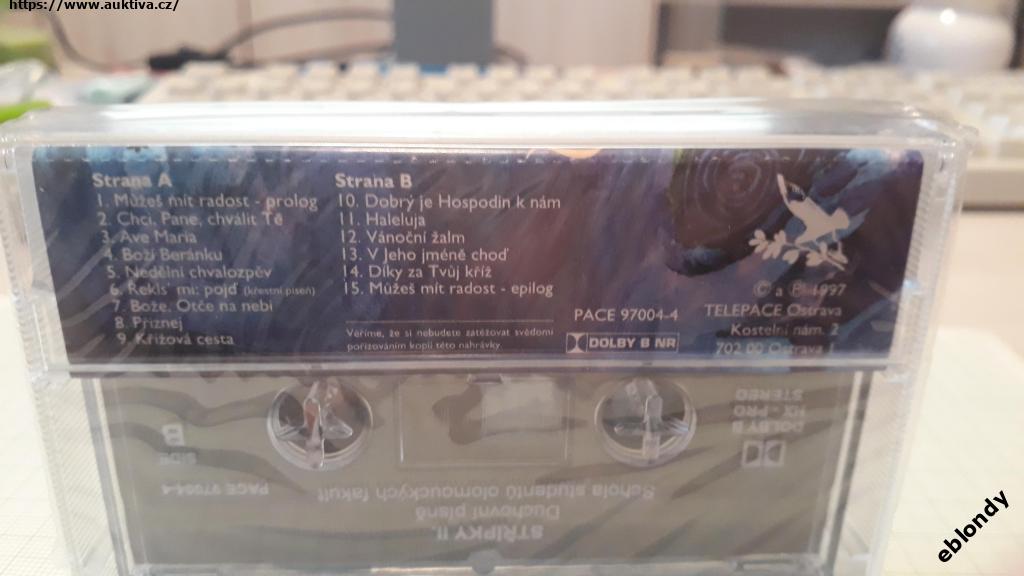 https://www.auktiva.cz/
Strana A
1. Můžeš mít radost - prolog
2. Chci, Pane, chválit Tě
3. Ave Maria
4. Boží Beránku
5. Nedělní chvalozpěv
6. Řekls' mi: pojď (křestní píseň)
7. Bože, Otče na nebi
8. Přiznej
9. Křížová cesta
Strana B
10. Dobrý je Hospodin k nám
11. Haleluja
12. Vánoční žalm
13. V Jeho jméně choď
14. Díky za Tvůj kříž
15. Můžeš mít radost - epilog
Věříme, že si nebudete zatěžovat svědomí
pořizováním kopií této nahrávky.
PACE 97004-4
DOLBY B NR
© a ℗ 1997
TELEPACE Ostrava
Kostelní nám. 2
702 00 Ostrava 1
STŘÍPKY II.
Duchovní písně
Schola studentů olomouckých fakult
PACE 97004-4
SIDE
B
DOLBY B
HX - PRO
STEREO
eblondy